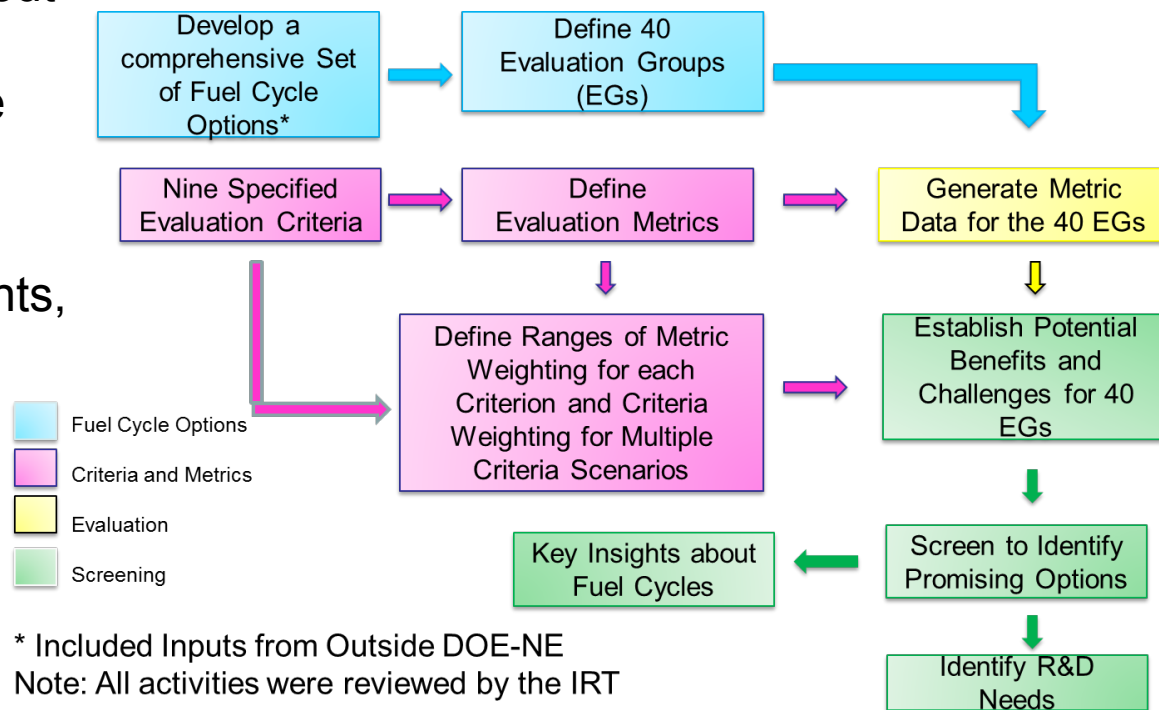 Develop a
comprehensive Set
of Fuel Cycle
Options*
Define 40
Evaluation Groups
(EGs)
Nine Specified
Evaluation Criteria
Define
Evaluation Metrics
Generate Metric
Data for the 40 EGs
Define Ranges of Metric
Weighting for each
Criterion and Criteria
Weighting for Multiple
Criteria Scenarios
Establish Potential
Benefits and
Challenges for 40
EGs
Fuel Cycle Options
Criteria and Metrics
Evaluation
Screening
Key Insights about
Fuel Cycles
Screen to Identify
Promising Options
Identify R&D
Needs
* Included Inputs from Outside DOE-NE
Note: All activities were reviewed by the IRT